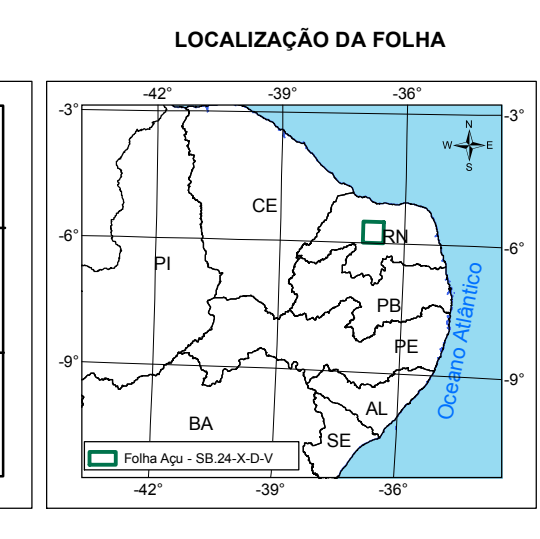 LOCALIZAÇÃO DA FOLHA
-42° -39° -36°
-3° -3°
N
W E
S
CE
RN
-6° -6°
PI
PB
PE
Oceano Atlântico
-9° -9°
AL
BA
SE
Folha Açu - SB.24-X-D-V
-42° -39° -36°